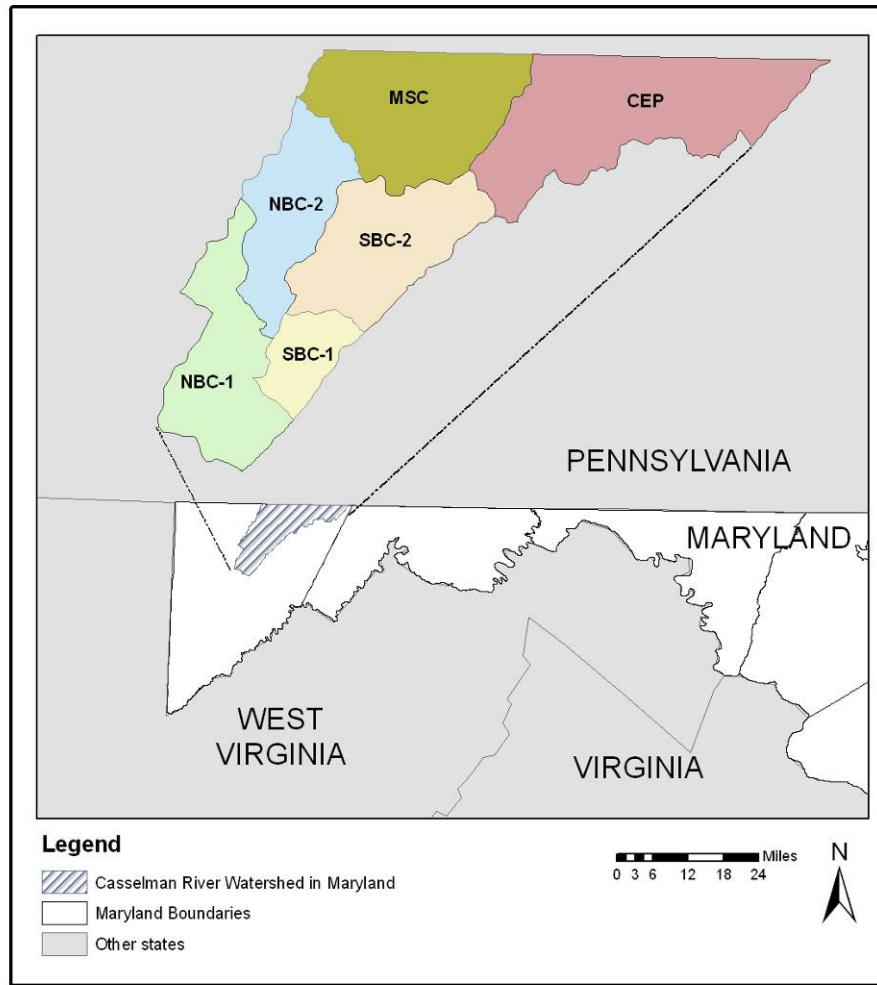 MSC
CEP
NBC-2
SBC-2
SBC-1
NBC-1
PENNSYLVANIA
MARYLAND
WEST
VIRGINIA
VIRGINIA
Legend
Casselman River Watershed in Maryland
Maryland Boundaries
Other states
Miles
0 3 6 12 18 24
N